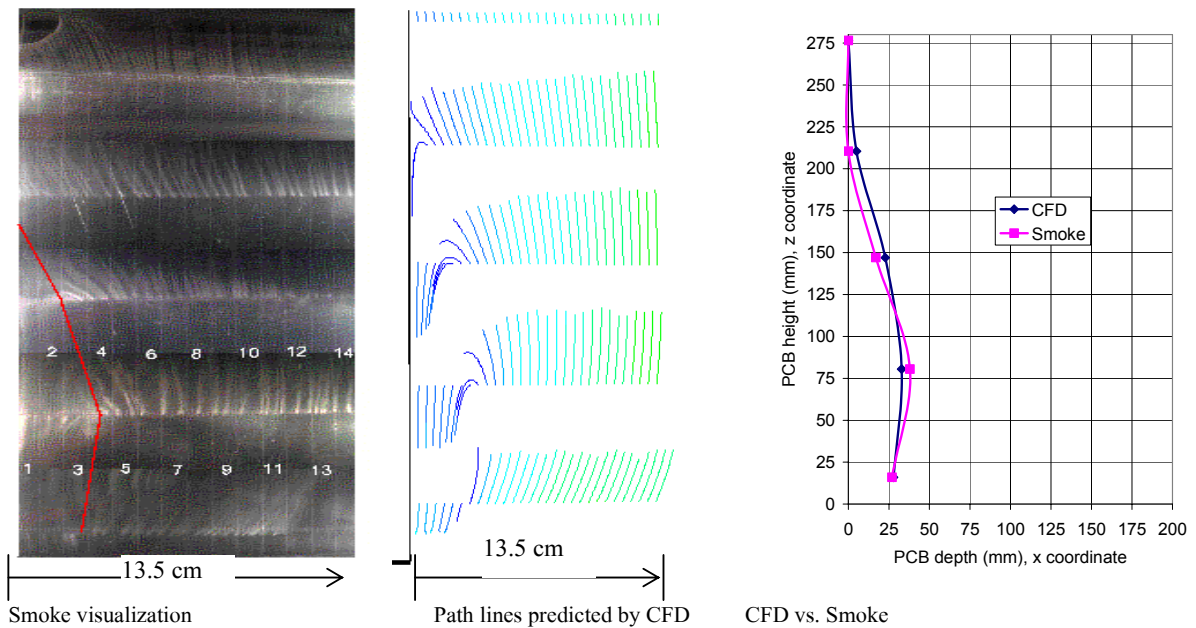 2 4 6 8 10 12 14
1 3 5 7 9 11 13
13.5 cm
Smoke visualization
13.5 cm
Path lines predicted by CFD
PCB height (mm), z coordinate
275
250
225
200
175
150
125
100
75
50
25
0
CFD
Smoke
0 25 50 75 100 125 150 175 200
PCB depth (mm), x coordinate
CFD vs. Smoke